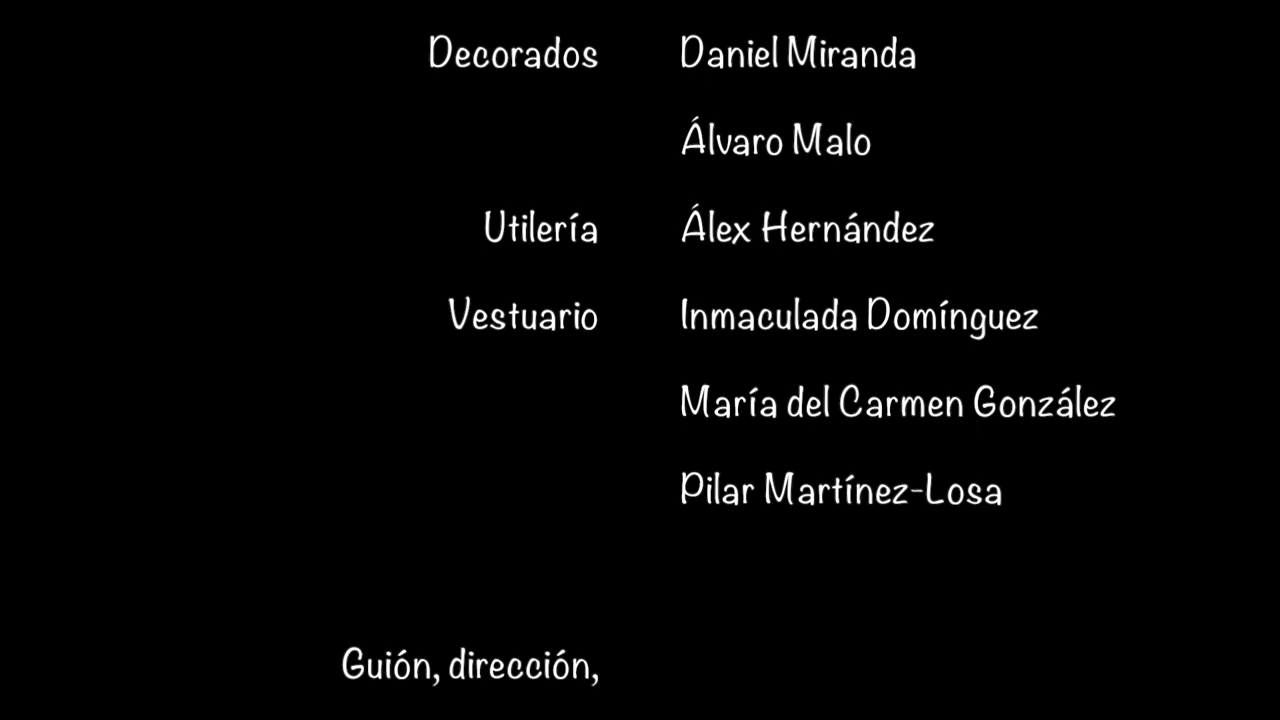 Decorados Daniel Miranda
Álvaro Malo
Utilería Álex Hernández
Vestuario Inmaculada Domínguez
María del Carmen González
Pilar Martínez-Losa
Guión, dirección,